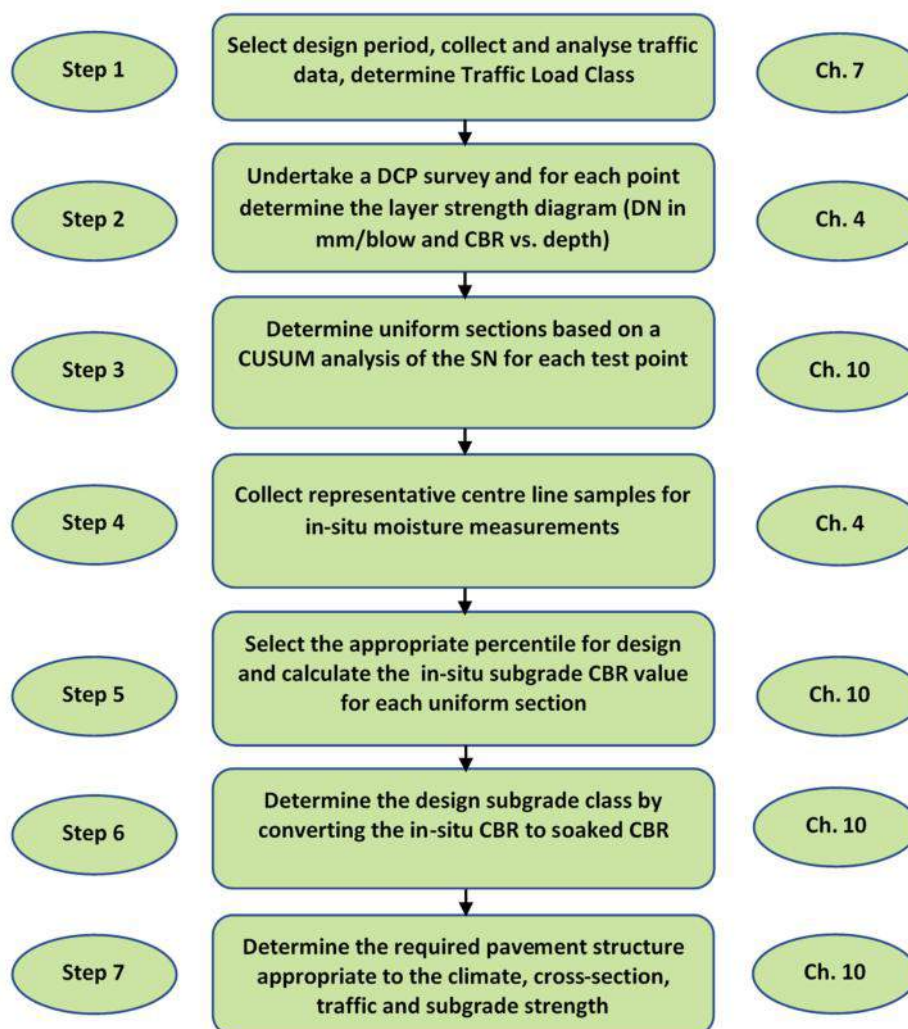 Step 1
Select design period, collect and analyse traffic
data, determine Traffic Load Class
Ch. 7
Step 2
Undertake a DCP survey and for each point
determine the layer strength diagram (DN in
mm/blow and CBR vs. depth)
Ch. 4
Step 3
Determine uniform sections based on a
CUSUM analysis of the SN for each test point
Ch. 10
Step 4
Collect representative centre line samples for
in-situ moisture measurements
Ch. 4
Step 5
Select the appropriate percentile for design
and calculate the in-situ subgrade CBR value
for each uniform section
Ch. 10
Step 6
Determine the design subgrade class by
converting the in-situ CBR to soaked CBR
Ch. 10
Step 7
Determine the required pavement structure
appropriate to the climate, cross-section,
traffic and subgrade strength
Ch. 10